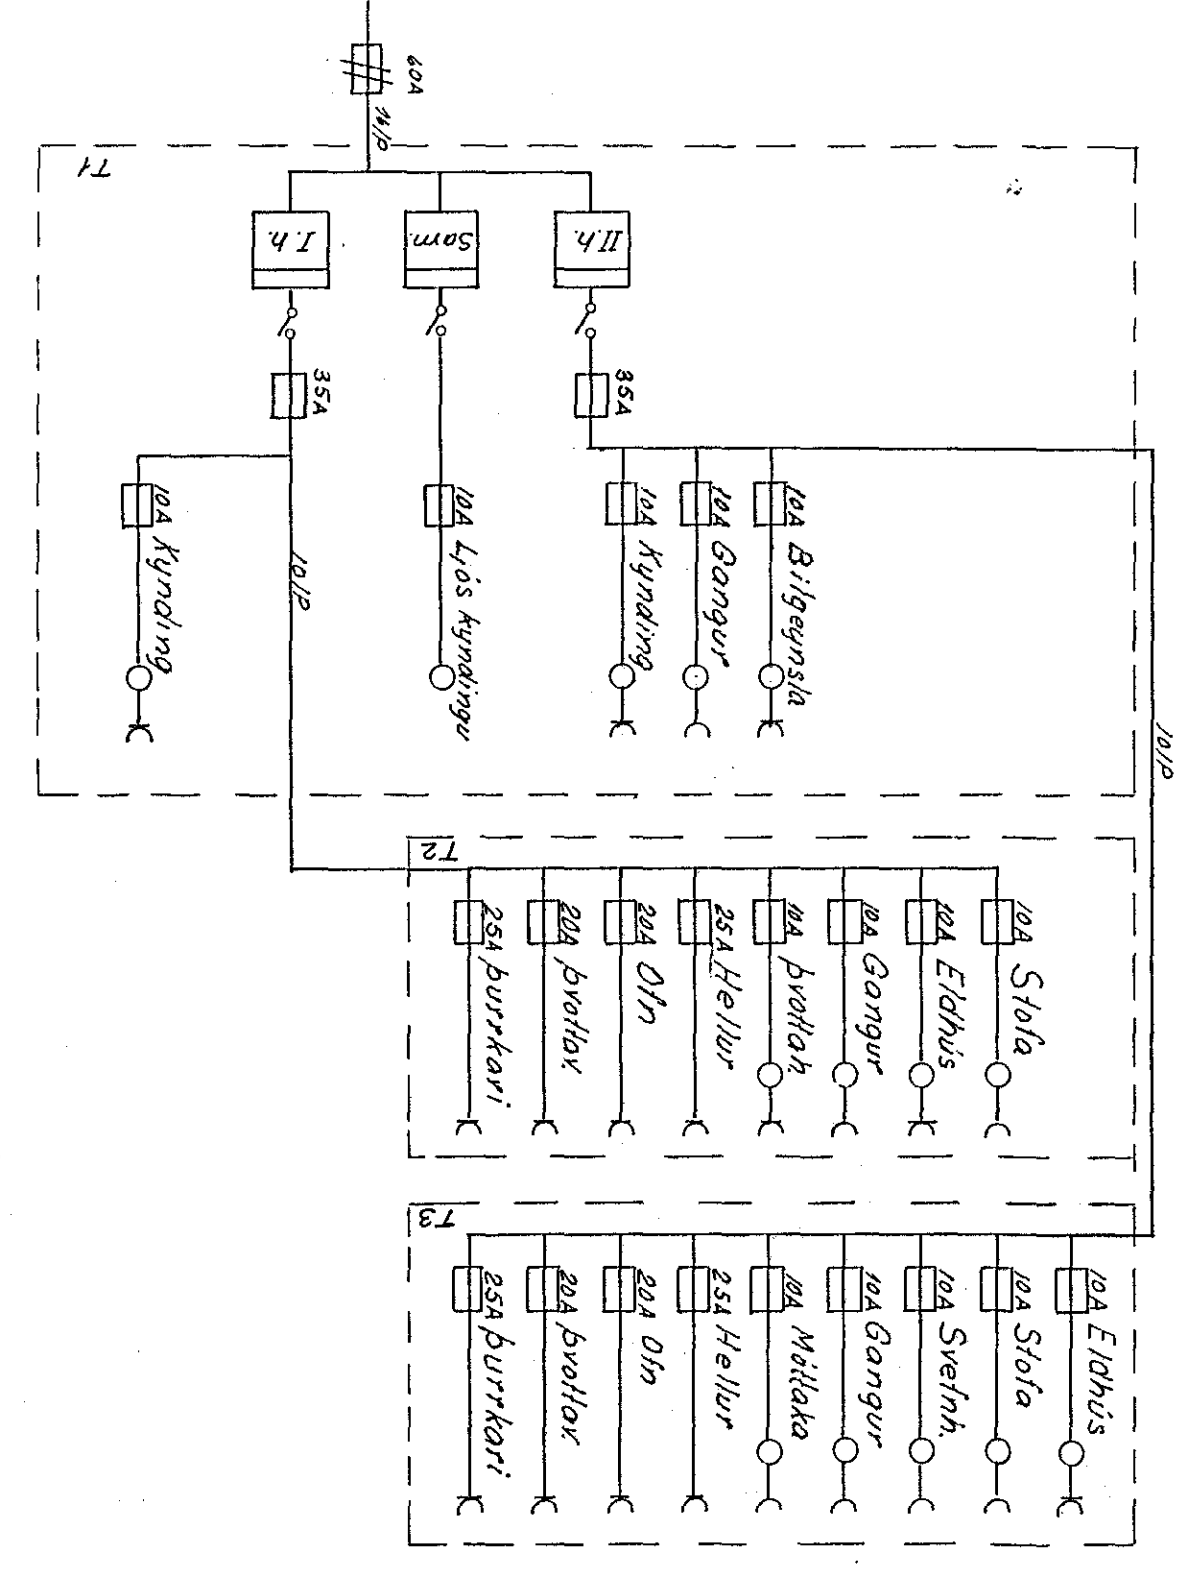 60A
16/P
T1
I.h.
Sam.
II.h.
35A
35A
10A Kynding
10/P
10A Ljós kyndingu
10A Kynding
10A Gangur
10A Bílgeymsla
10/P
T2
25A Þurrkari
20A Þvottav.
20A Ofn
25A Hellur
10A Þvottah.
10A Gangur
10A Eldhús
10A Stofa
T3
25A Þurrkari
20A Þvottav.
20A Ofn
25A Hellur
10A Móttaka
10A Gangur
10A Svefnh.
10A Stofa
10A Eldhús